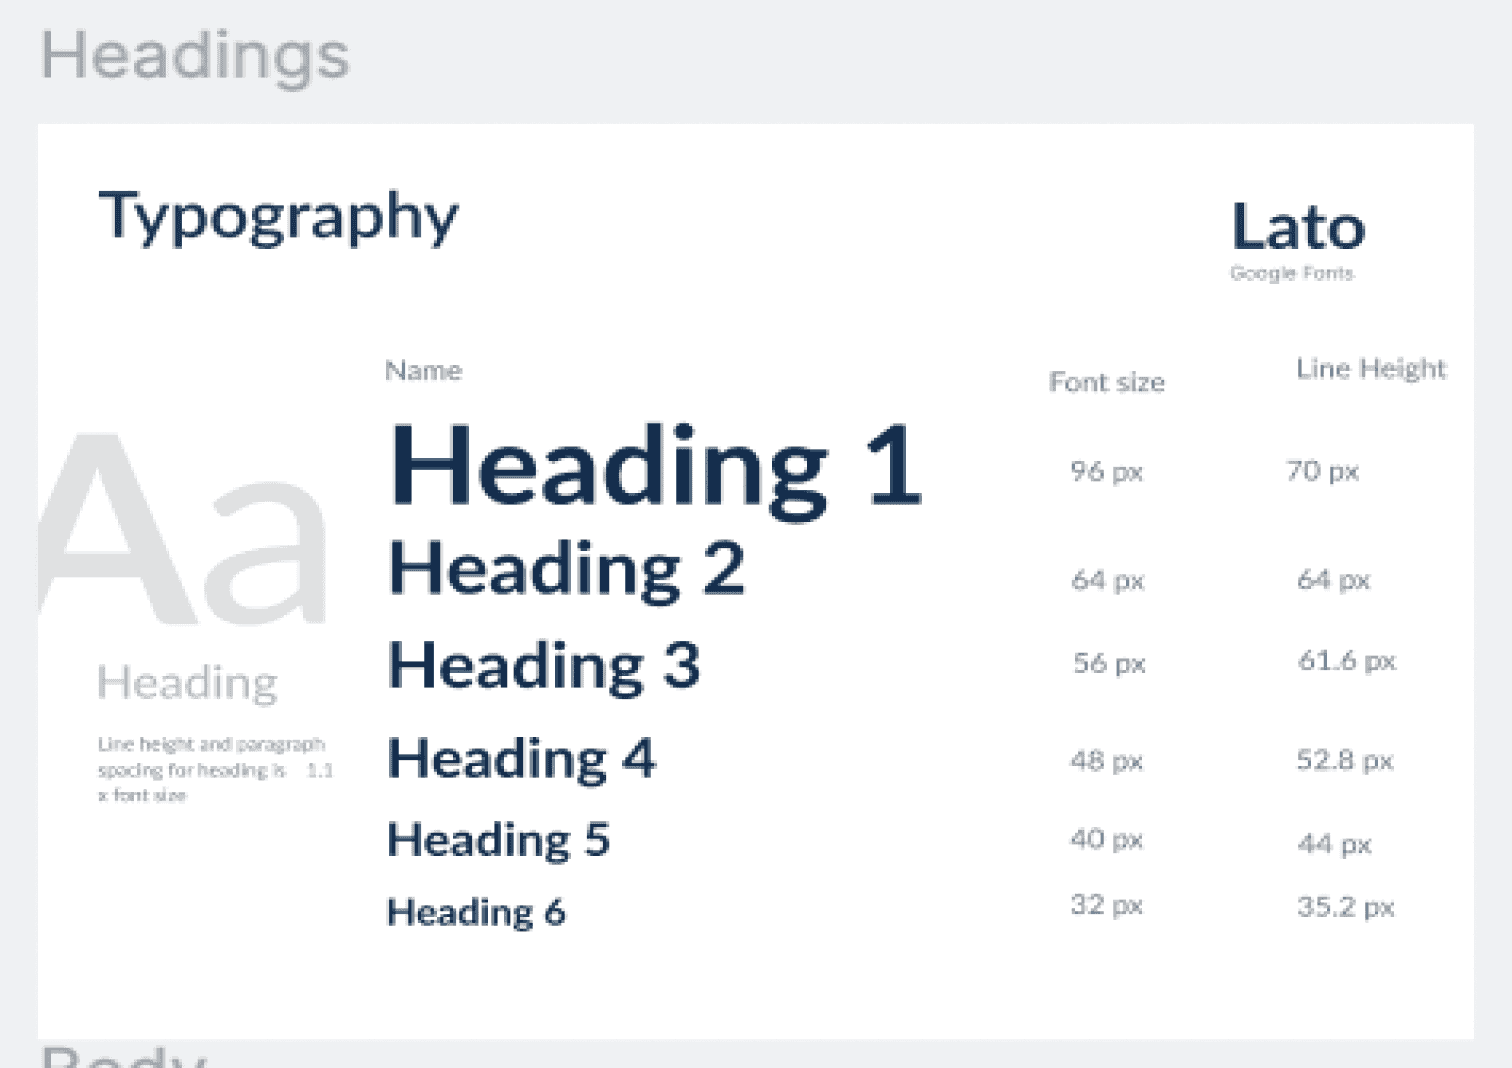 Headings
Typography
Lato
Google Fonts
Name
Font size
Line Height
Aa
Heading
Line height and paragraph
spacing for heading is 1.1
x font size
Heading 1 96 px 70 px
Heading 2 64 px 64 px
Heading 3 56 px 61.6 px
Heading 4 48 px 52.8 px
Heading 5 40 px 44 px
Heading 6 32 px 35.2 px
Body